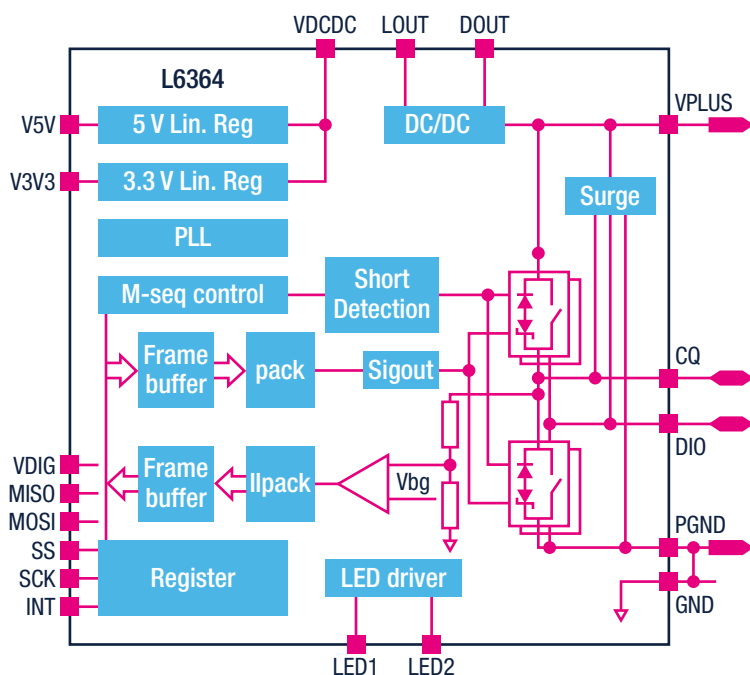 VDCDC LOUT DOUT
L6364
V5V
5 V Lin. Reg
DC/DC
VPLUS
V3V3
3.3 V Lin. Reg
Surge
PLL
M-seq control
Short
Detection
Frame
buffer
pack
Sigout
CQ
DIO
VDIG
MISO
MOSI
SS
SCK
INT
Frame
buffer
Ilpack
Vbg
Register
LED driver
PGND
GND
LED1
LED2